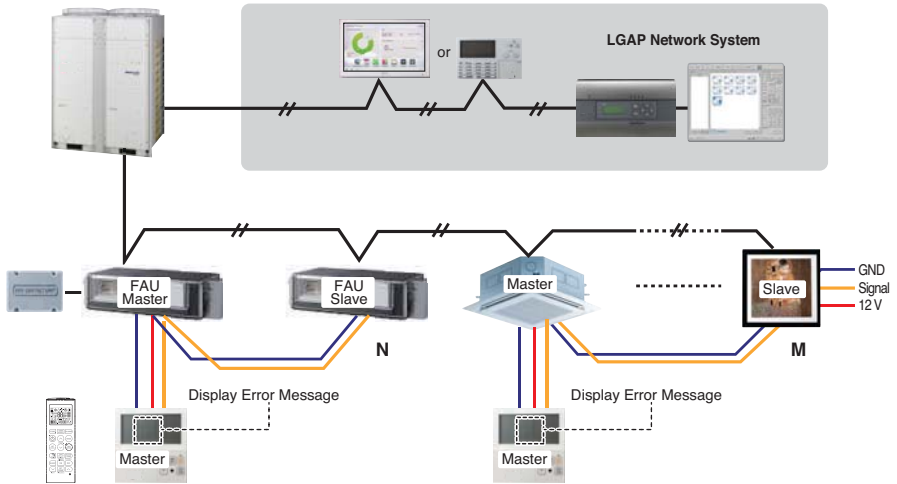 LGAP Network System
or
FAU
Master
FAU
Slave
Master
Slave
GND
Signal
12 V
N
M
Display Error Message
Display Error Message
Master
Master